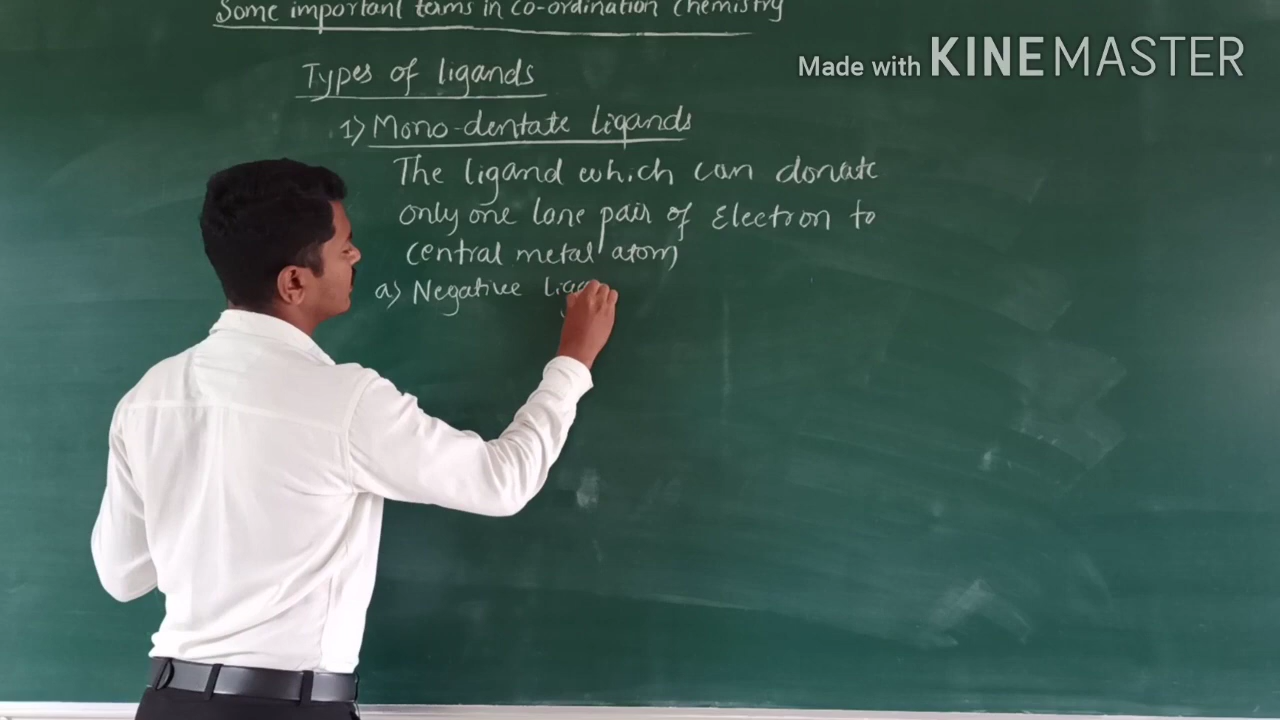 Some important terms in Co-ordination Chemistry
Made with KINEMASTER
Types of ligands
1) Mono-dentate Ligands
The ligand which can donate
only one lone pair of Electron to
central metal atom
a) Negative